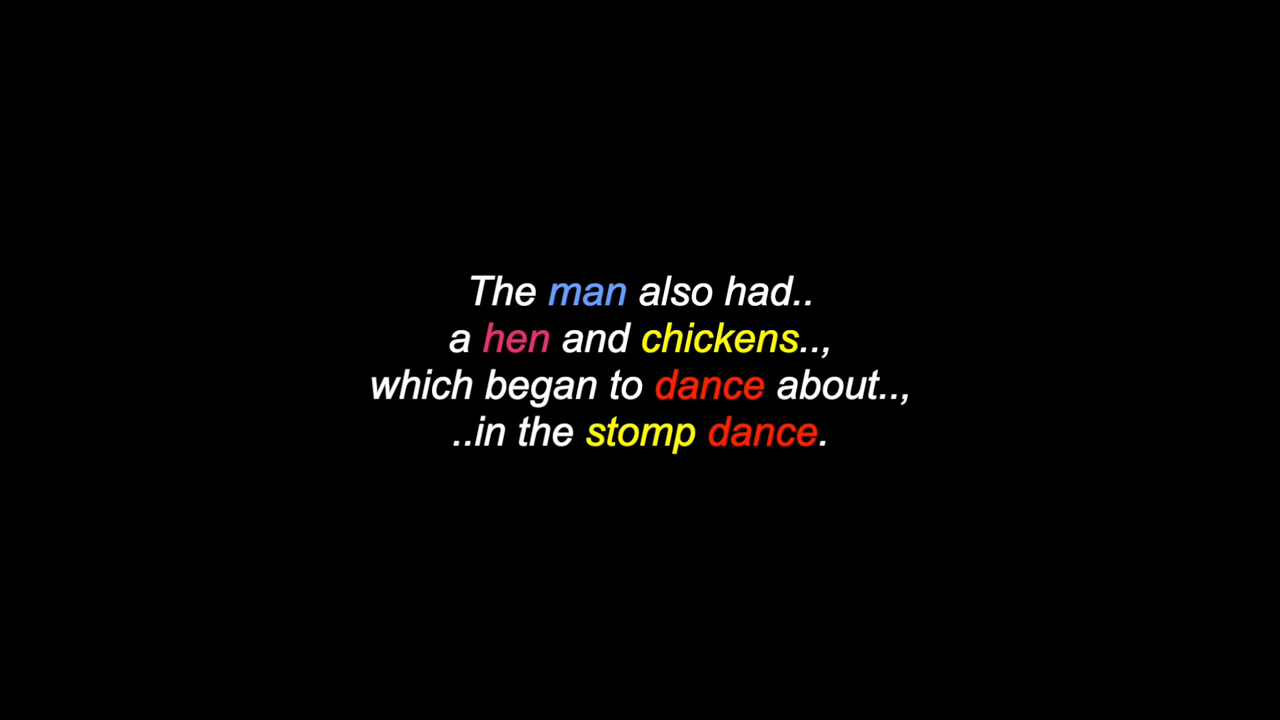 The man also had..
a hen and chickens..,
which began to dance about..,
..in the stomp dance.